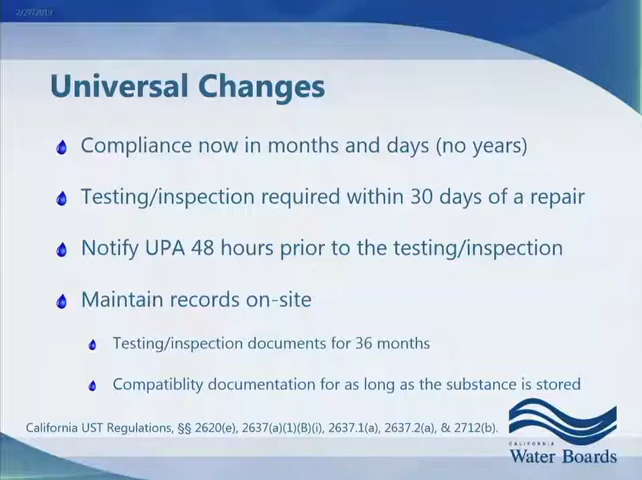 2/27/2019
Universal Changes
Compliance now in months and days (no years)
Testing/inspection required within 30 days of a repair
Notify UPA 48 hours prior to the testing/inspection
Maintain records on-site
Testing/inspection documents for 36 months
Compatiblity documentation for as long as the substance is stored
California UST Regulations, §§ 2620(e), 2637(a)(1)(B)(i), 2637.1(a), 2637.2(a), & 2712(b).
CALIFORNIA
Water Boards